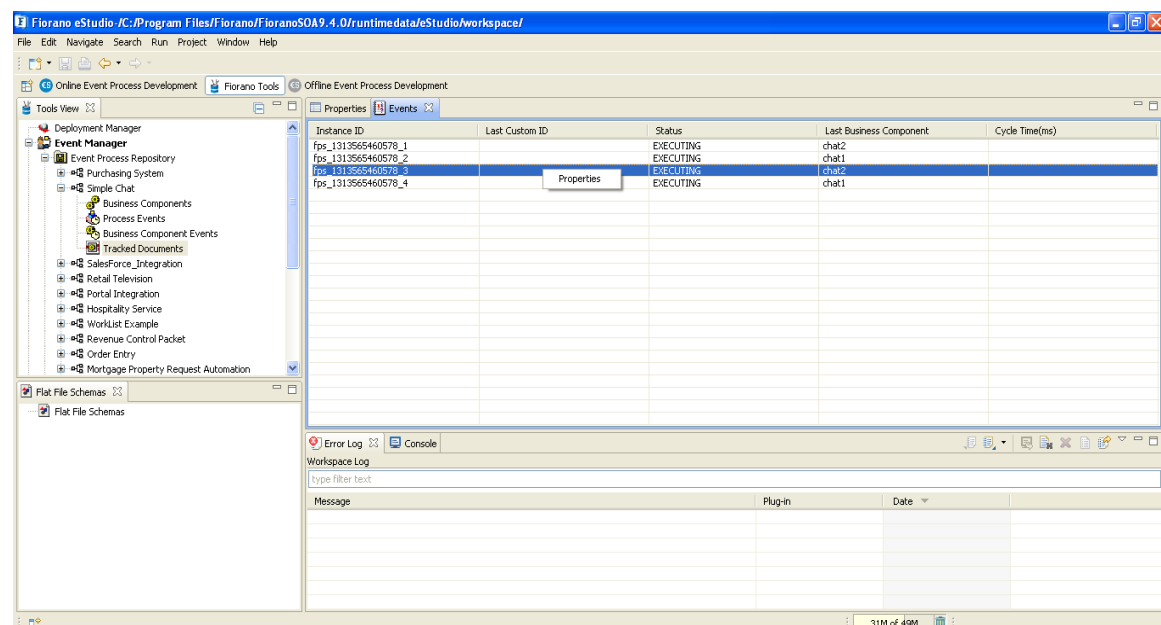 Fiorano eStudio-/C:/Program Files/Fiorano/FioranoSOA9.4.0/runtimedata/eStudio/workspace/
File Edit Navigate Search Run Project Window Help
Online Event Process Development Fiorano Tools Offline Event Process Development
Tools View
Deployment Manager
Event Manager
Event Process Repository
Purchasing System
Simple Chat
Business Components
Process Events
Business Component Events
Tracked Documents
SalesForce_Integration
Retail Television
Portal Integration
Hospitality Service
WorkList Example
Revenue Control Packet
Order Entry
Mortgage Property Request Automation
Flat File Schemas
Flat File Schemas
Properties Events
Instance ID Last Custom ID Status Last Business Component Cycle Time(ms)
fps_1313565460578_1 EXECUTING chat2
fps_1313565460578_2 EXECUTING chat1
fps_1313565460578_3 EXECUTING chat2
Properties
fps_1313565460578_4 EXECUTING chat1
Error Log Console
Workspace Log
type filter text
Message Plug-in Date
31M of 49M